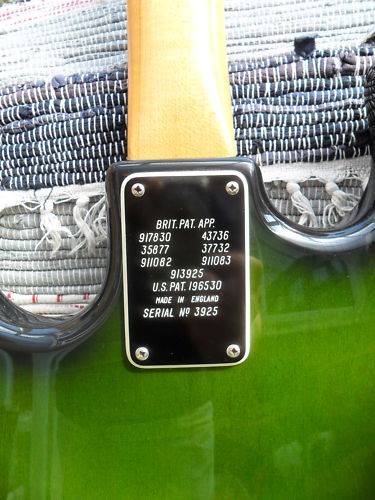 BRIT. PAT. APP.
917830 43736
35877 37732
911082 911083
913925
U.S. PAT. 196530
MADE IN ENGLAND
SERIAL Nº 3925